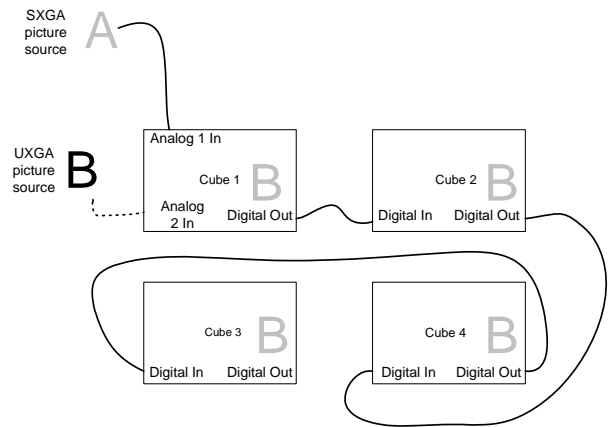 SXGA
picture
source
A
Analog 1 In
UXGA
picture
source
B
Cube 1
B
Analog
2 In
Digital Out
Cube 2
B
Digital In
Digital Out
Cube 3
B
Digital In
Digital Out
Cube 4
B
Digital In
Digital Out